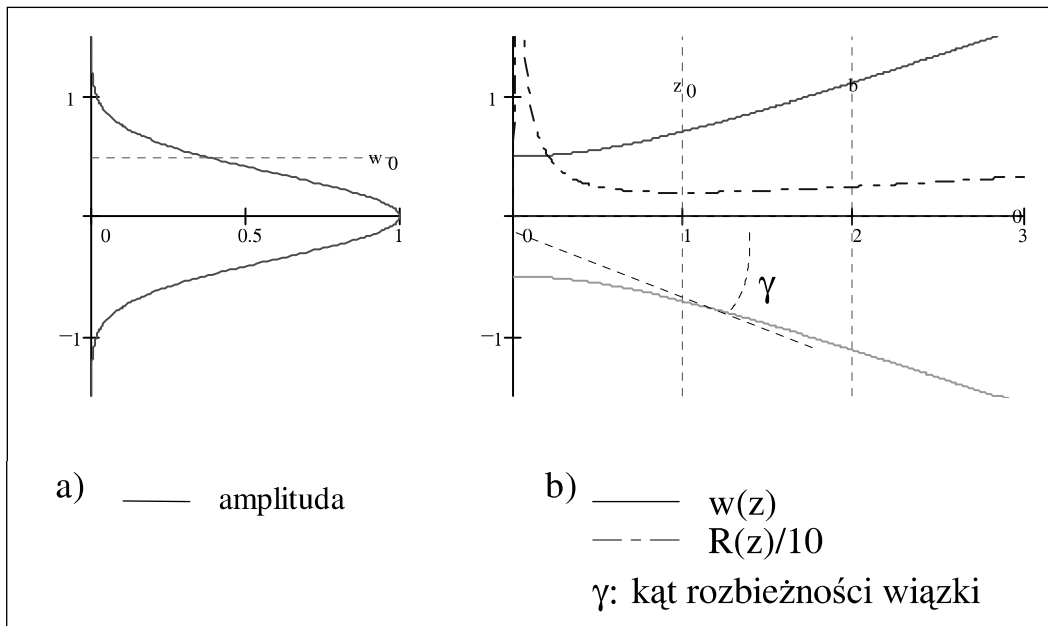 1
w0
0
0.5
1
−1
a)
amplituda
1
z0
b
0
0
1
2
3
γ
−1
b)
w(z)
R(z)/10
γ: kąt rozbieżności wiązki